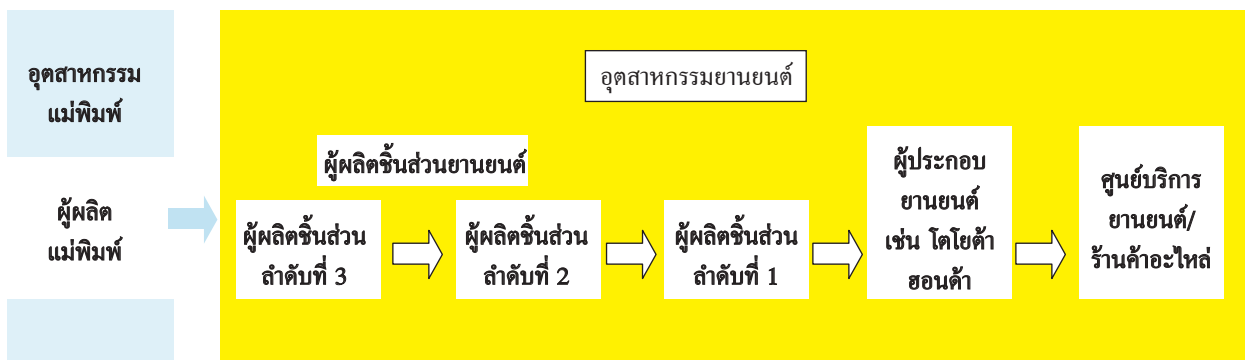 อุตสาหกรรม
แม่พิมพ์
ผู้ผลิต
แม่พิมพ์
อุตสาหกรรมยานยนต์
ผู้ผลิตชิ้นส่วนยานยนต์
ผู้ผลิตชิ้นส่วน
ลำดับที่ 3
ผู้ผลิตชิ้นส่วน
ลำดับที่ 2
ผู้ผลิตชิ้นส่วน
ลำดับที่ 1
ผู้ประกอบ
ยานยนต์
เช่น โตโยต้า
ฮอนด้า
ศูนย์บริการ
ยานยนต์/
ร้านค้าอะไหล่